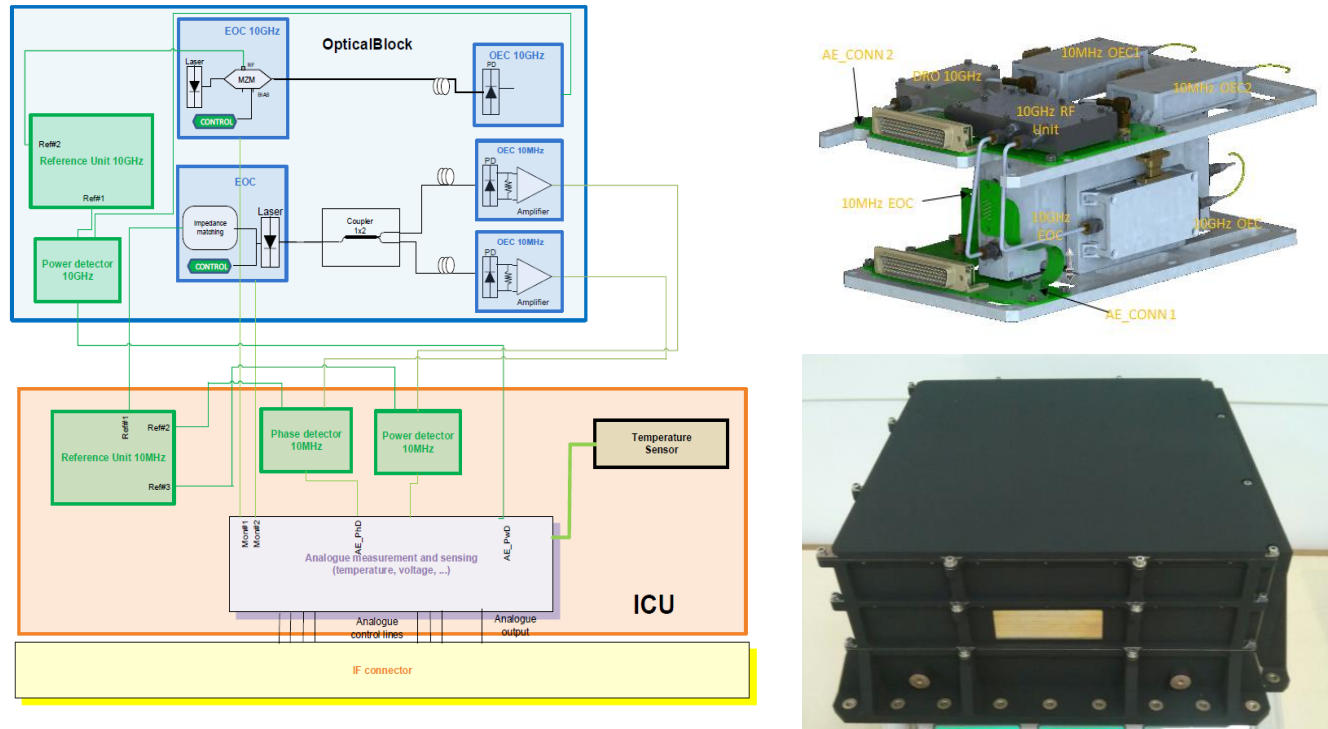 EOC 10GHz
OpticalBlock
Laser
RF
MZM
BIAS
CONTROL
OEC 10GHz
PD
Ref#2
Reference Unit 10GHz
Ref#1
Power detector
10GHz
EOC
Impedance
matching
Laser
CONTROL
Coupler
1x2
OEC 10MHz
PD
Amplifier
OEC 10MHz
PD
Amplifier
Ref#1
Ref#2
Reference Unit 10MHz
Ref#3
Phase detector
10MHz
Power detector
10MHz
Temperature
Sensor
Mon#1
Mon#2
AE_PhD
AE_PwD
Analogue measurement and sensing
(temperature, voltage, ...)
ICU
Analogue
control lines
Analogue
output
IF connector
AE_CONN 2
DRO 10GHz
10MHz OEC1
10MHz OEC2
10GHz RF
Unit
10MHz EOC
10GHz
EOC
10GHz OEC
AE_CONN 1